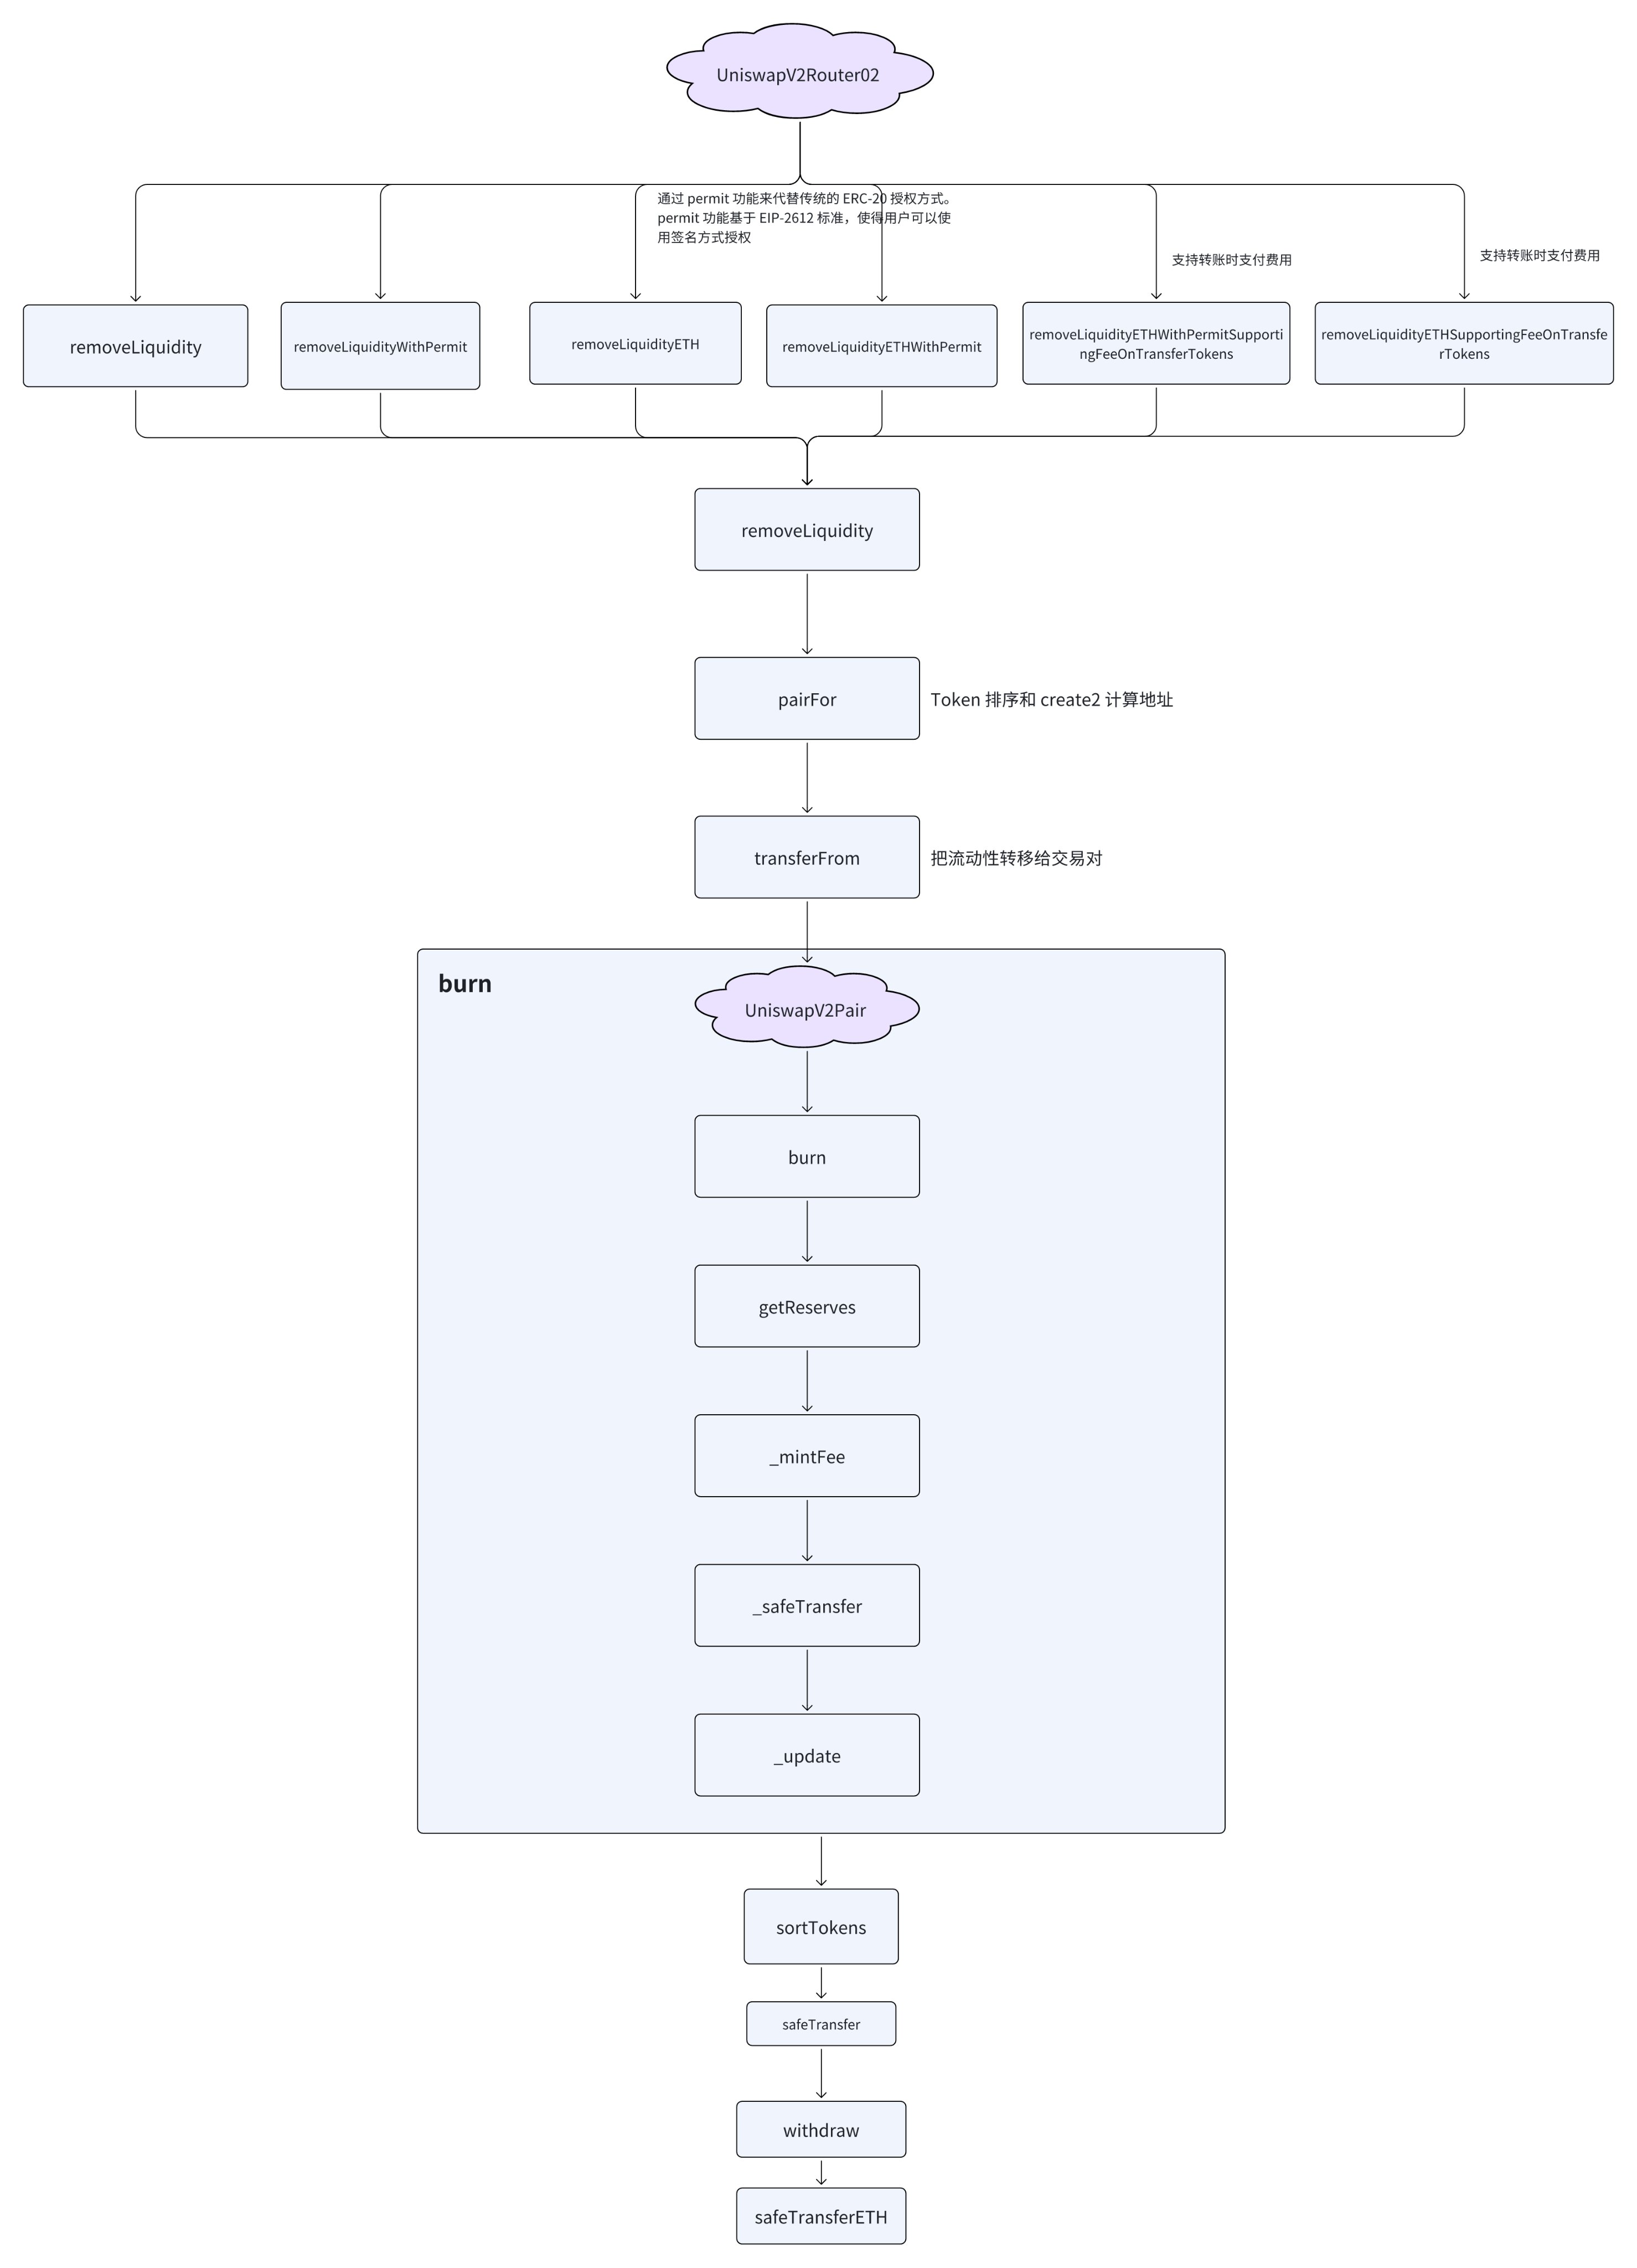 UniswapV2Router02
通过 permit 功能来代替传统的 ERC-20 授权方式。
permit 功能基于 EIP-2612 标准，使得用户可以使
用签名方式授权
支持转账时支付费用
支持转账时支付费用
removeLiquidity
removeLiquidityWithPermit
removeLiquidityETH
removeLiquidityETHWithPermit
removeLiquidityETHWithPermitSupporti
ngFeeOnTransferTokens
removeLiquidityETHSupportingFeeOnTransfe
rTokens
removeLiquidity
pairFor
Token 排序和 create2 计算地址
transferFrom
把流动性转移给交易对
burn
UniswapV2Pair
burn
getReserves
_mintFee
_safeTransfer
_update
sortTokens
safeTransfer
withdraw
safeTransferETH